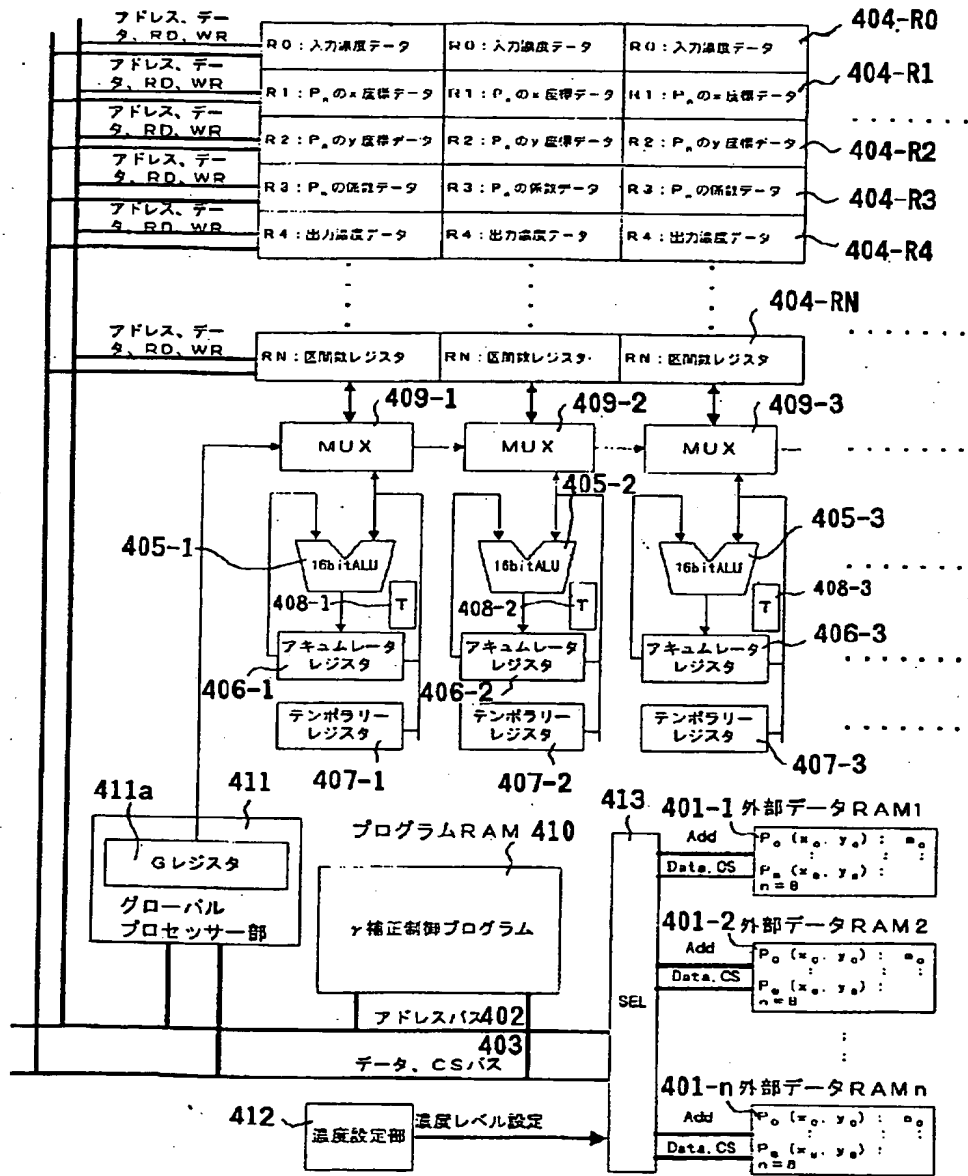 アドレス、デー
タ、RD、WR
R0：入力濃度データ
R0：入力濃度データ
R0：入力濃度データ
404-R0
アドレス、デー
タ、RD、WR
R1：Pₙのx座標データ
R1：Pₙのx座標データ
R1：Pₙのx座標データ
404-R1
アドレス、デー
タ、RD、WR
R2：Pₙのy座標データ
R2：Pₙのy座標データ
R2：Pₙのy座標データ
404-R2
アドレス、デー
タ、RD、WR
R3：Pₙの係数データ
R3：Pₙの係数データ
R3：Pₙの係数データ
404-R3
アドレス、デー
タ、RD、WR
R4：出力濃度データ
R4：出力濃度データ
R4：出力濃度データ
404-R4
404-RN
アドレス、デー
タ、RD、WR
RN：区間数レジスタ
RN：区間数レジスタ
RN：区間数レジスタ
409-1
409-2
409-3
MUX
MUX
MUX
405-1
405-2
405-3
16bitALU
16bitALU
16bitALU
408-1
T
408-2
T
408-3
T
アキュムレータ
レジスタ
アキュムレータ
レジスタ
アキュムレータ
レジスタ
406-1
406-2
406-3
テンポラリー
レジスタ
テンポラリー
レジスタ
テンポラリー
レジスタ
407-1
407-2
407-3
411a
411
Gレジスタ
グローバル
プロセッサー部
プログラムRAM
410
γ補正制御プログラム
アドレスバス
402
403
データ、CSバス
412
濃度設定部
濃度レベル設定
413
SEL
401-1
外部データRAM1
Add
Data.CS
P₀(x₀, y₀)： m₀
n=8
401-2
外部データRAM2
Add
Data.CS
P₀(x₀, y₀)： m₀
n=8
401-n
外部データRAMn
Add
Data.CS
P₀(x₀, y₀)： m₀
n=8